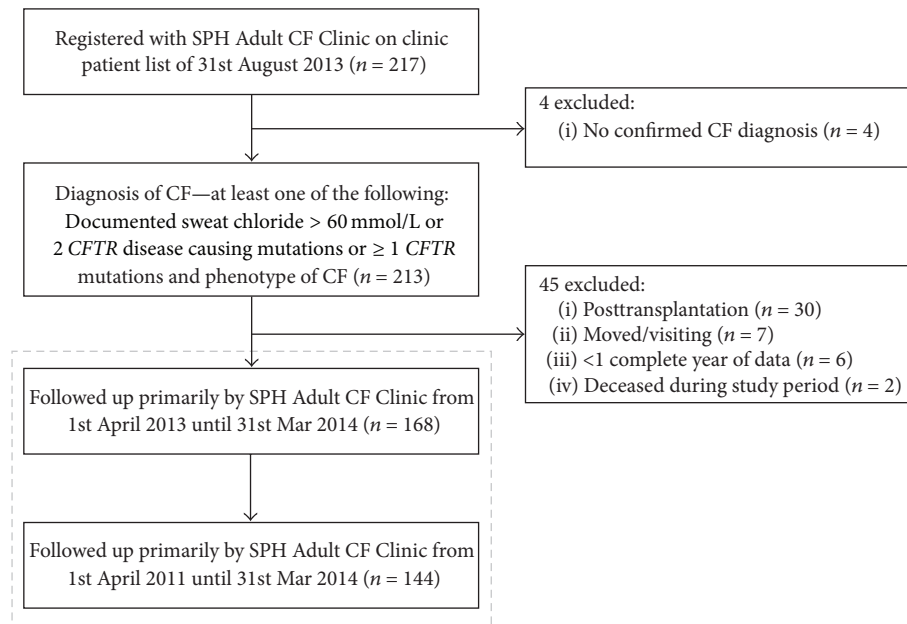 Registered with SPH Adult CF Clinic on clinic
patient list of 31st August 2013 (n = 217)
4 excluded:
(i) No confirmed CF diagnosis (n = 4)
Diagnosis of CF—at least one of the following:
Documented sweat chloride > 60 mmol/L or
2 CFTR disease causing mutations or ≥ 1 CFTR
mutations and phenotype of CF (n = 213)
45 excluded:
(i) Posttransplantation (n = 30)
(ii) Moved/visiting (n = 7)
(iii) <1 complete year of data (n = 6)
(iv) Deceased during study period (n = 2)
Followed up primarily by SPH Adult CF Clinic from
1st April 2013 until 31st Mar 2014 (n = 168)
Followed up primarily by SPH Adult CF Clinic from
1st April 2011 until 31st Mar 2014 (n = 144)